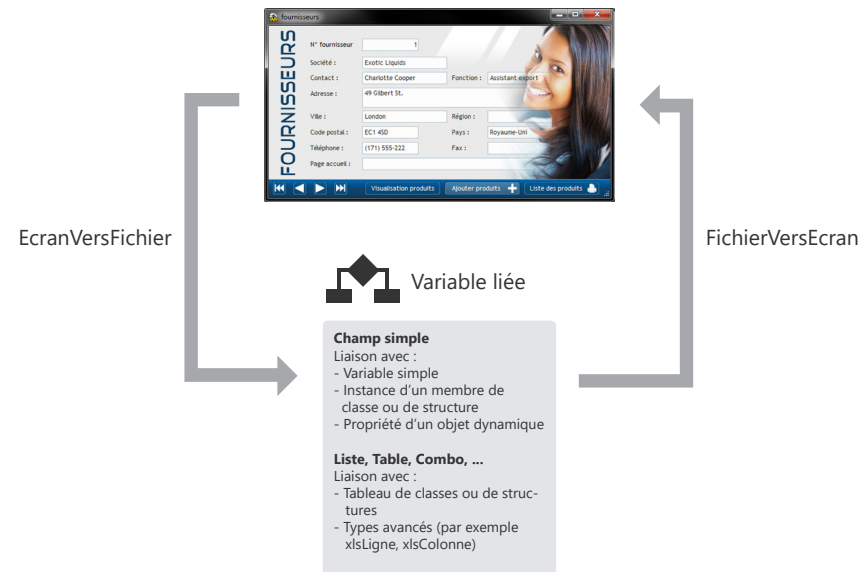 fournisseurs
FOURNISSEURS
N° fournisseur 1
Société : Exotic Liquids
Contact : Charlotte Cooper Fonction : Assistant export
Adresse : 49 Gilbert St.
Ville : London Région :
Code postal : EC1 4SD Pays : Royaume-Uni
Téléphone : (171) 555-222 Fax :
Page accueil :
Visualisation produits Ajouter produits Liste des produits
EcranVersFichier
FichierVersEcran
Variable liée
Champ simple
Liaison avec :
- Variable simple
- Instance d'un membre de
classe ou de structure
- Propriété d'un objet dynamique
Liste, Table, Combo, ...
Liaison avec :
- Tableau de classes ou de struc-
tures
- Types avancés (par exemple
xlsLigne, xlsColonne)